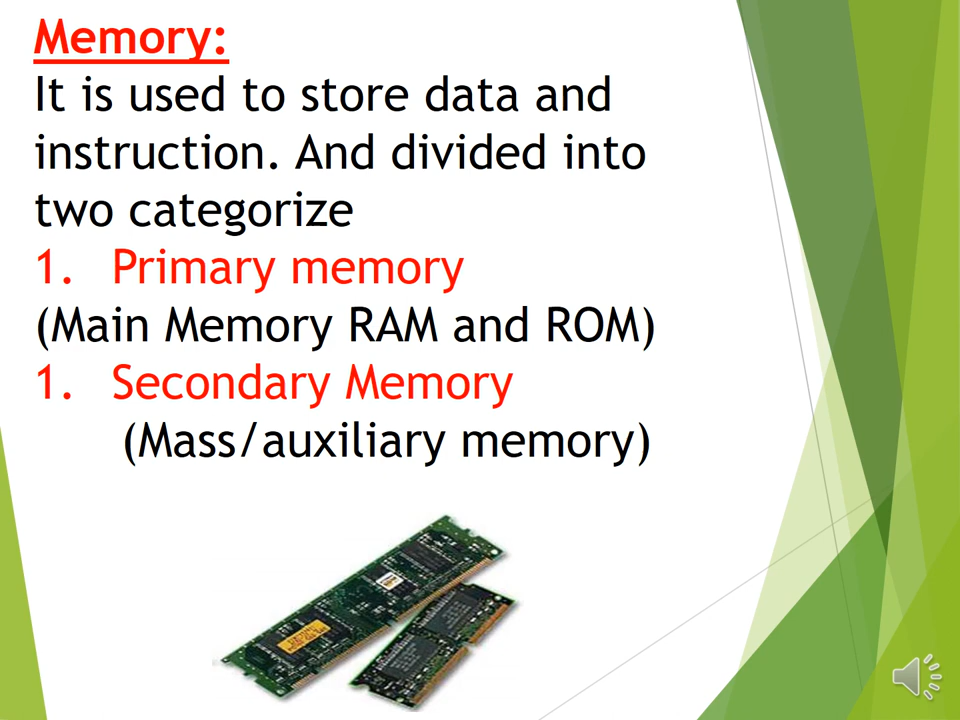 Memory:
It is used to store data and
instruction. And divided into
two categorize
1. Primary memory
(Main Memory RAM and ROM)
1. Secondary Memory
(Mass/auxiliary memory)